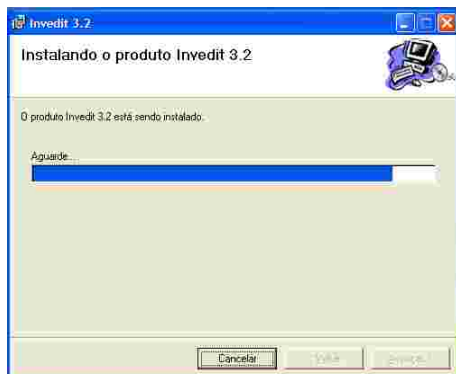 Invedit 3.2
Instalando o produto Invedit 3.2
O produto Invedit 3.2 está sendo instalado.
Aguarde...
Cancelar